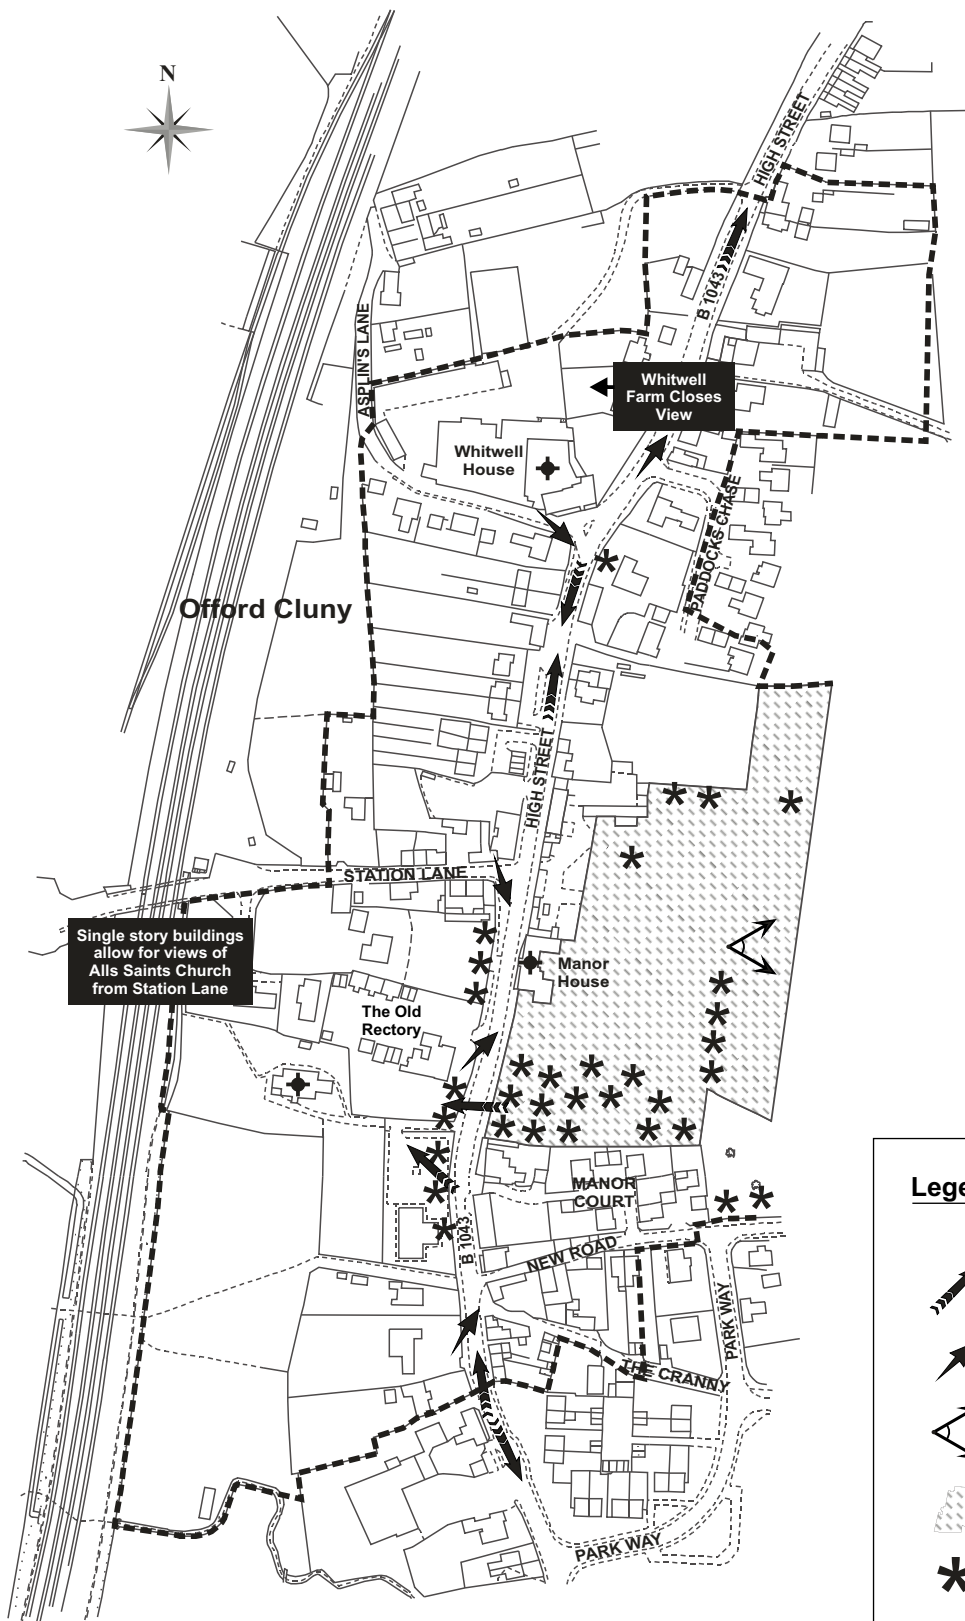 N
HIGH STREET
B 1043
ASPLIN'S LANE
Whitwell
Farm Closes
View
Whitwell
House
PADDOCKS CHASE
Offord Cluny
HIGH STREET
STATION LANE
Single story buildings
allow for views of
Alls Saints Church
from Station Lane
Manor
House
The Old
Rectory
MANOR
COURT
Lege
B 1043
NEW ROAD
PARK WAY
THE CRANNY
PARK WAY